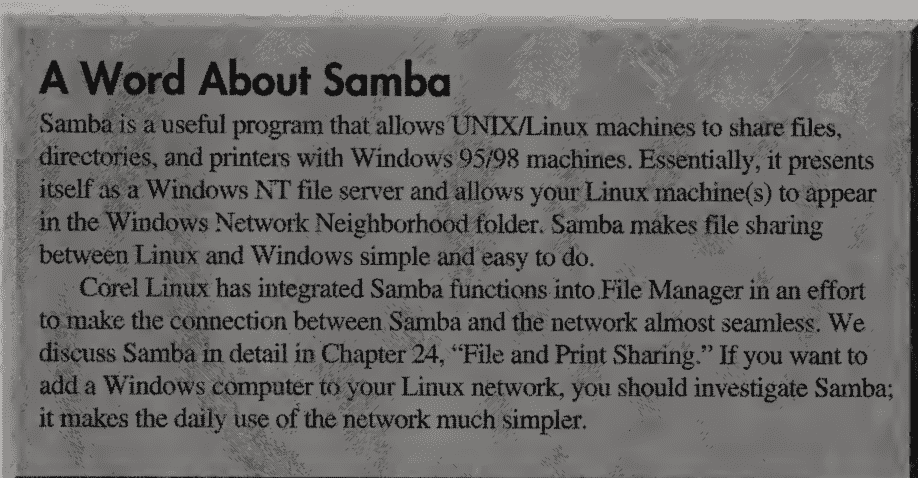 A Word About Samba
Samba is a useful program that allows UNIX/Linux machines to share files,
directories, and printers with Windows 95/98 machines. Essentially, it presents
itself as a Windows NT file server and allows your Linux machine(s) to appear
in the Windows Network Neighborhood folder. Samba makes file sharing
between Linux and Windows simple and easy to do.
Corel Linux has integrated Samba functions into File Manager in an effort
to make the connection between Samba and the network almost seamless. We
discuss Samba in detail in Chapter 24, “File and Print Sharing.” If you want to
add a Windows computer to your Linux network, you should investigate Samba;
it makes the daily use of the network much simpler.